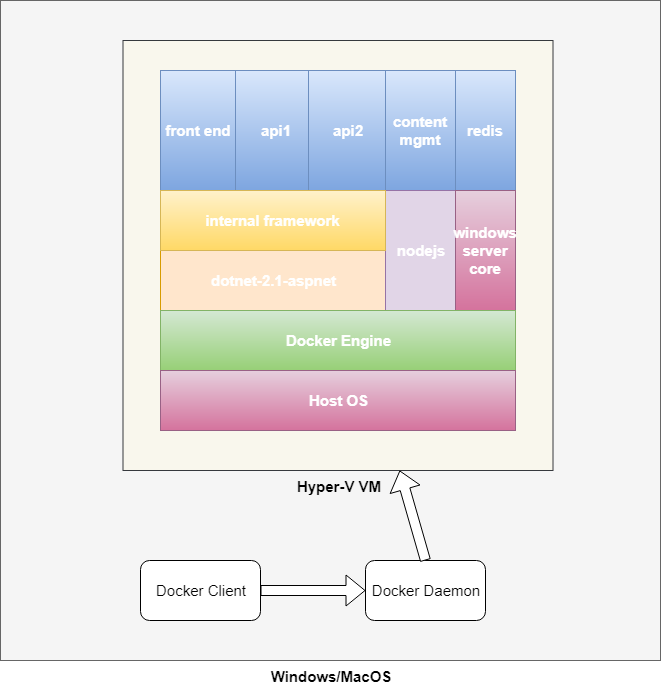 front end
api1
api2
content
mgmt
redis
internal framework
nodejs
windows
server
core
dotnet-2.1-aspnet
Docker Engine
Host OS
Hyper-V VM
Docker Client
Docker Daemon
Windows/MacOS